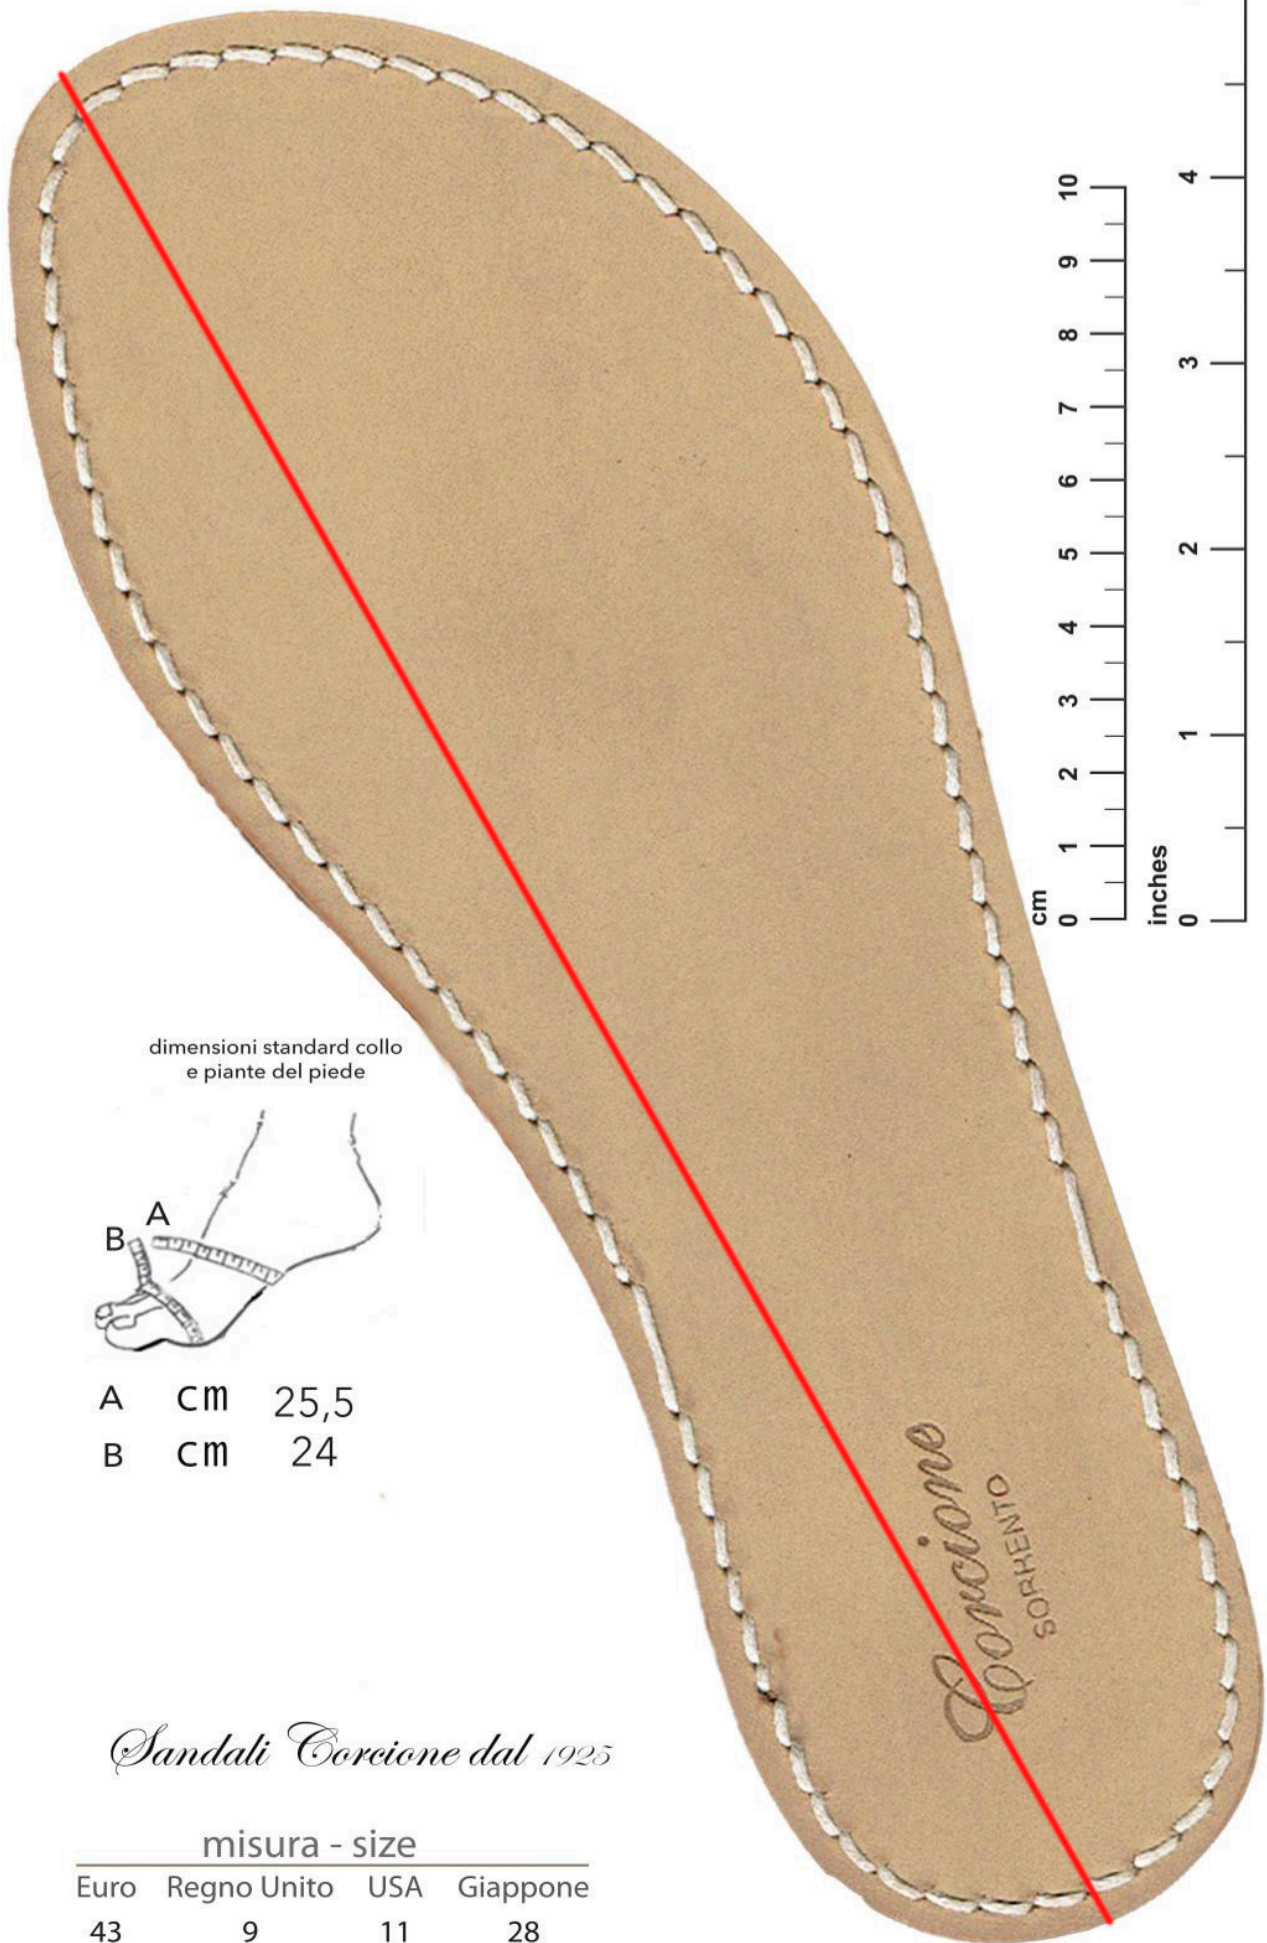 10
9
8
7
6
5
4
3
2
1
0
cm
4
3
2
1
0
inches
dimensioni standard collo
e piante del piede
A
B
A cm 25,5
B cm 24
Corcione
SORRENTO
Sandali Corcione dal 1925
misura - size
Euro Regno Unito USA Giappone
43 9 11 28